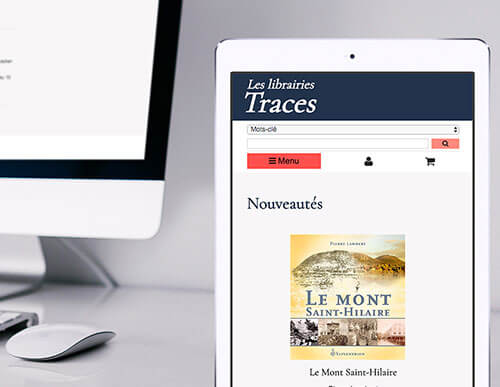 Les librairies
Traces
Mots-clé
Menu
Nouveautés
Pierre Lambert
Le mont
Saint-Hilaire
Septentrion
Le Mont Saint-Hilaire